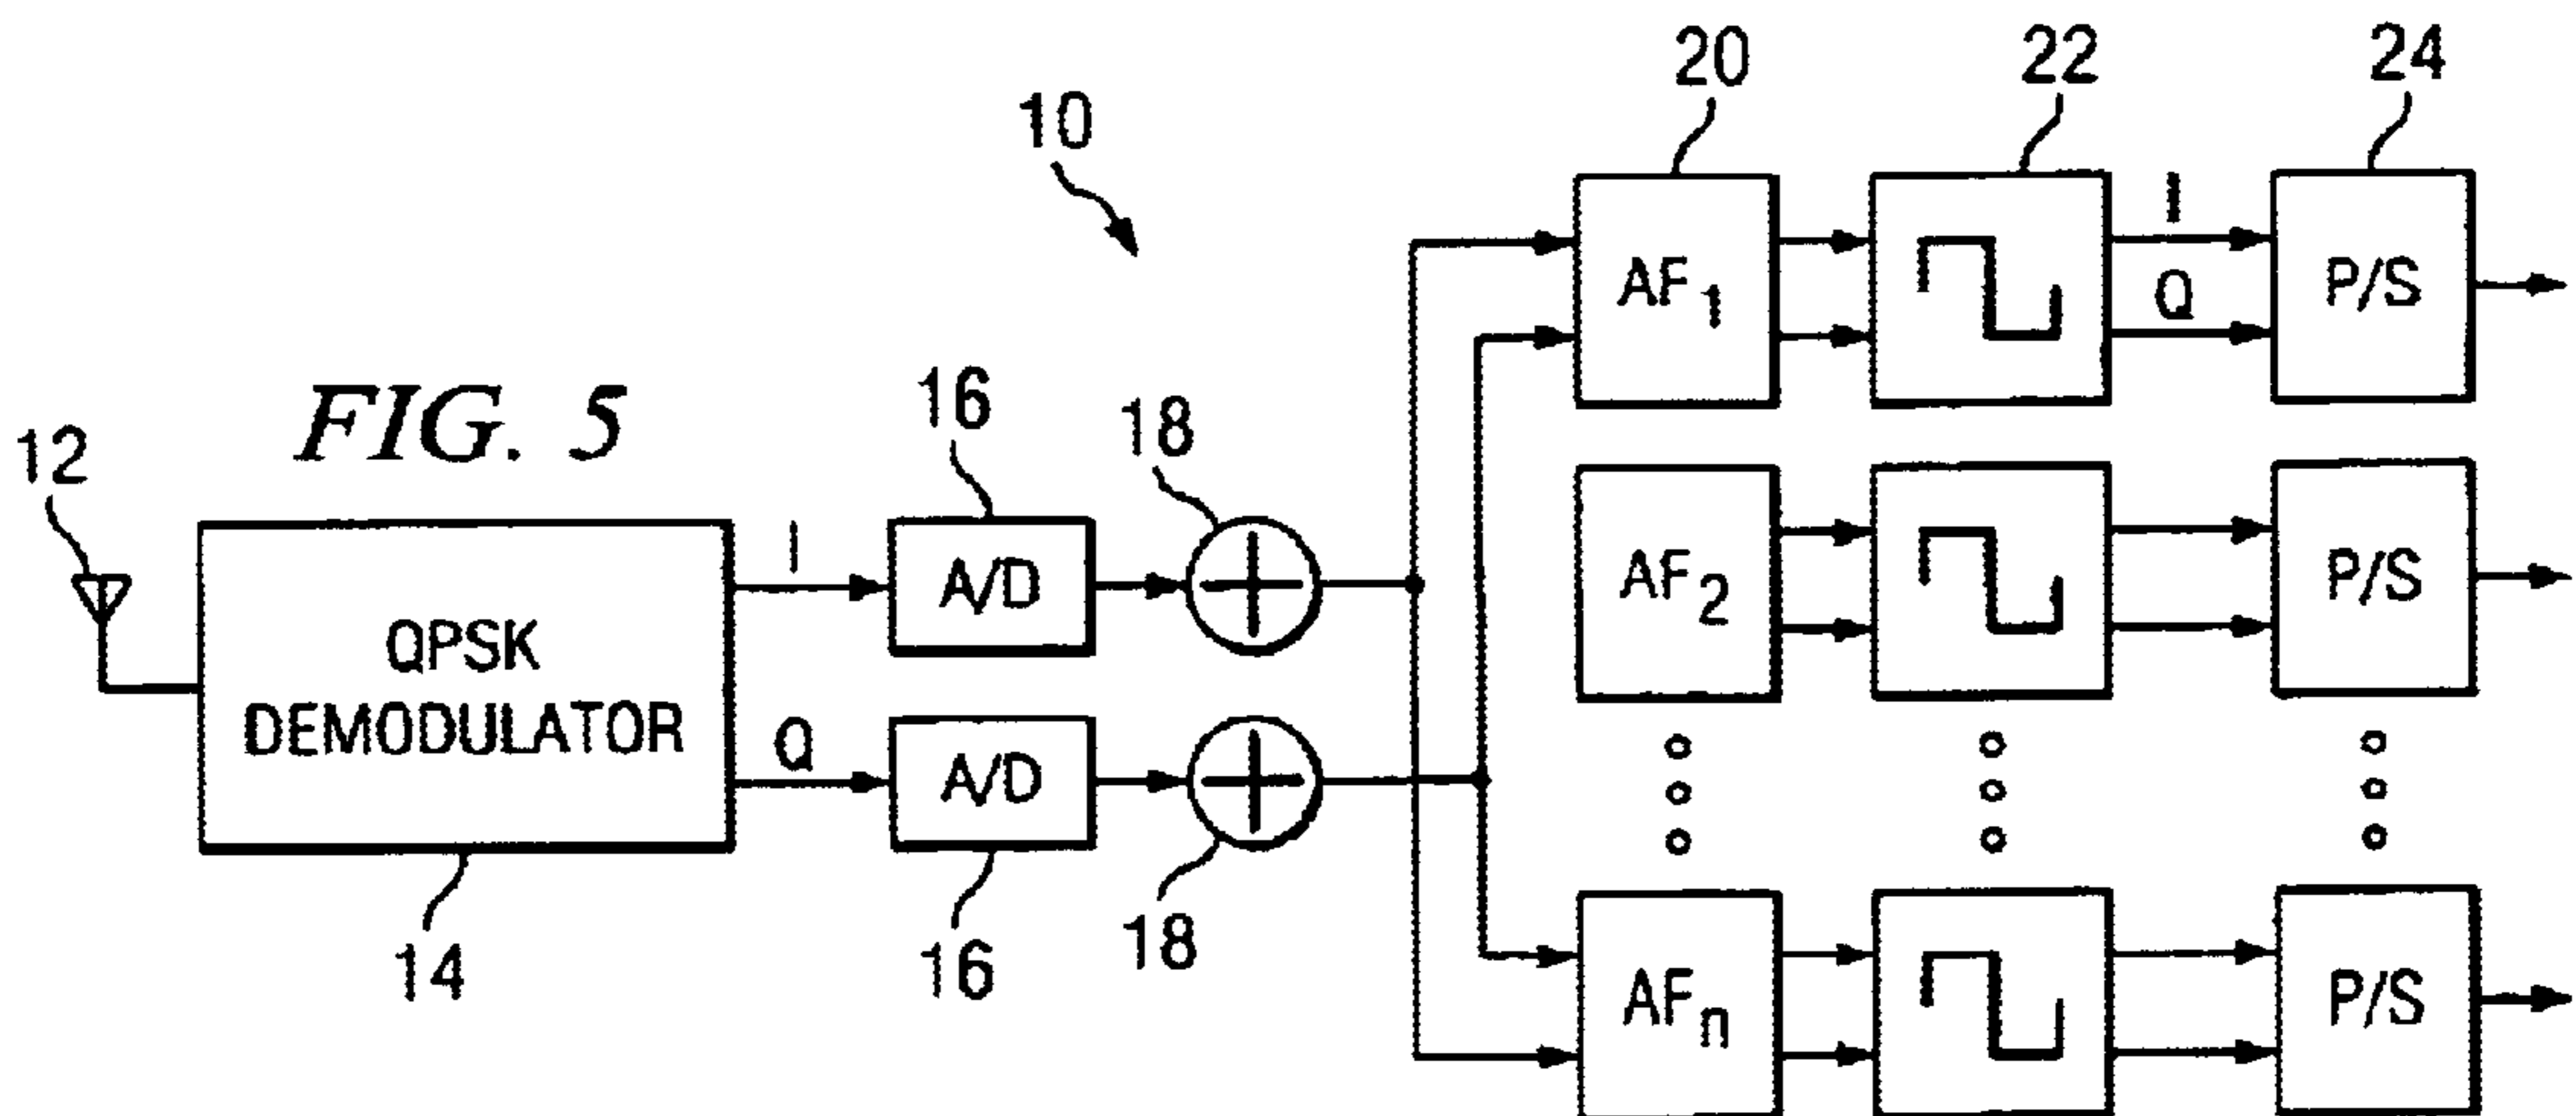 20
22
24
10
I
AF1
Q
P/S
FIG. 5
16
18
12
I
A/D
AF2
P/S
QPSK
DEMODULATOR
Q
A/D
14
16
18
AFn
P/S